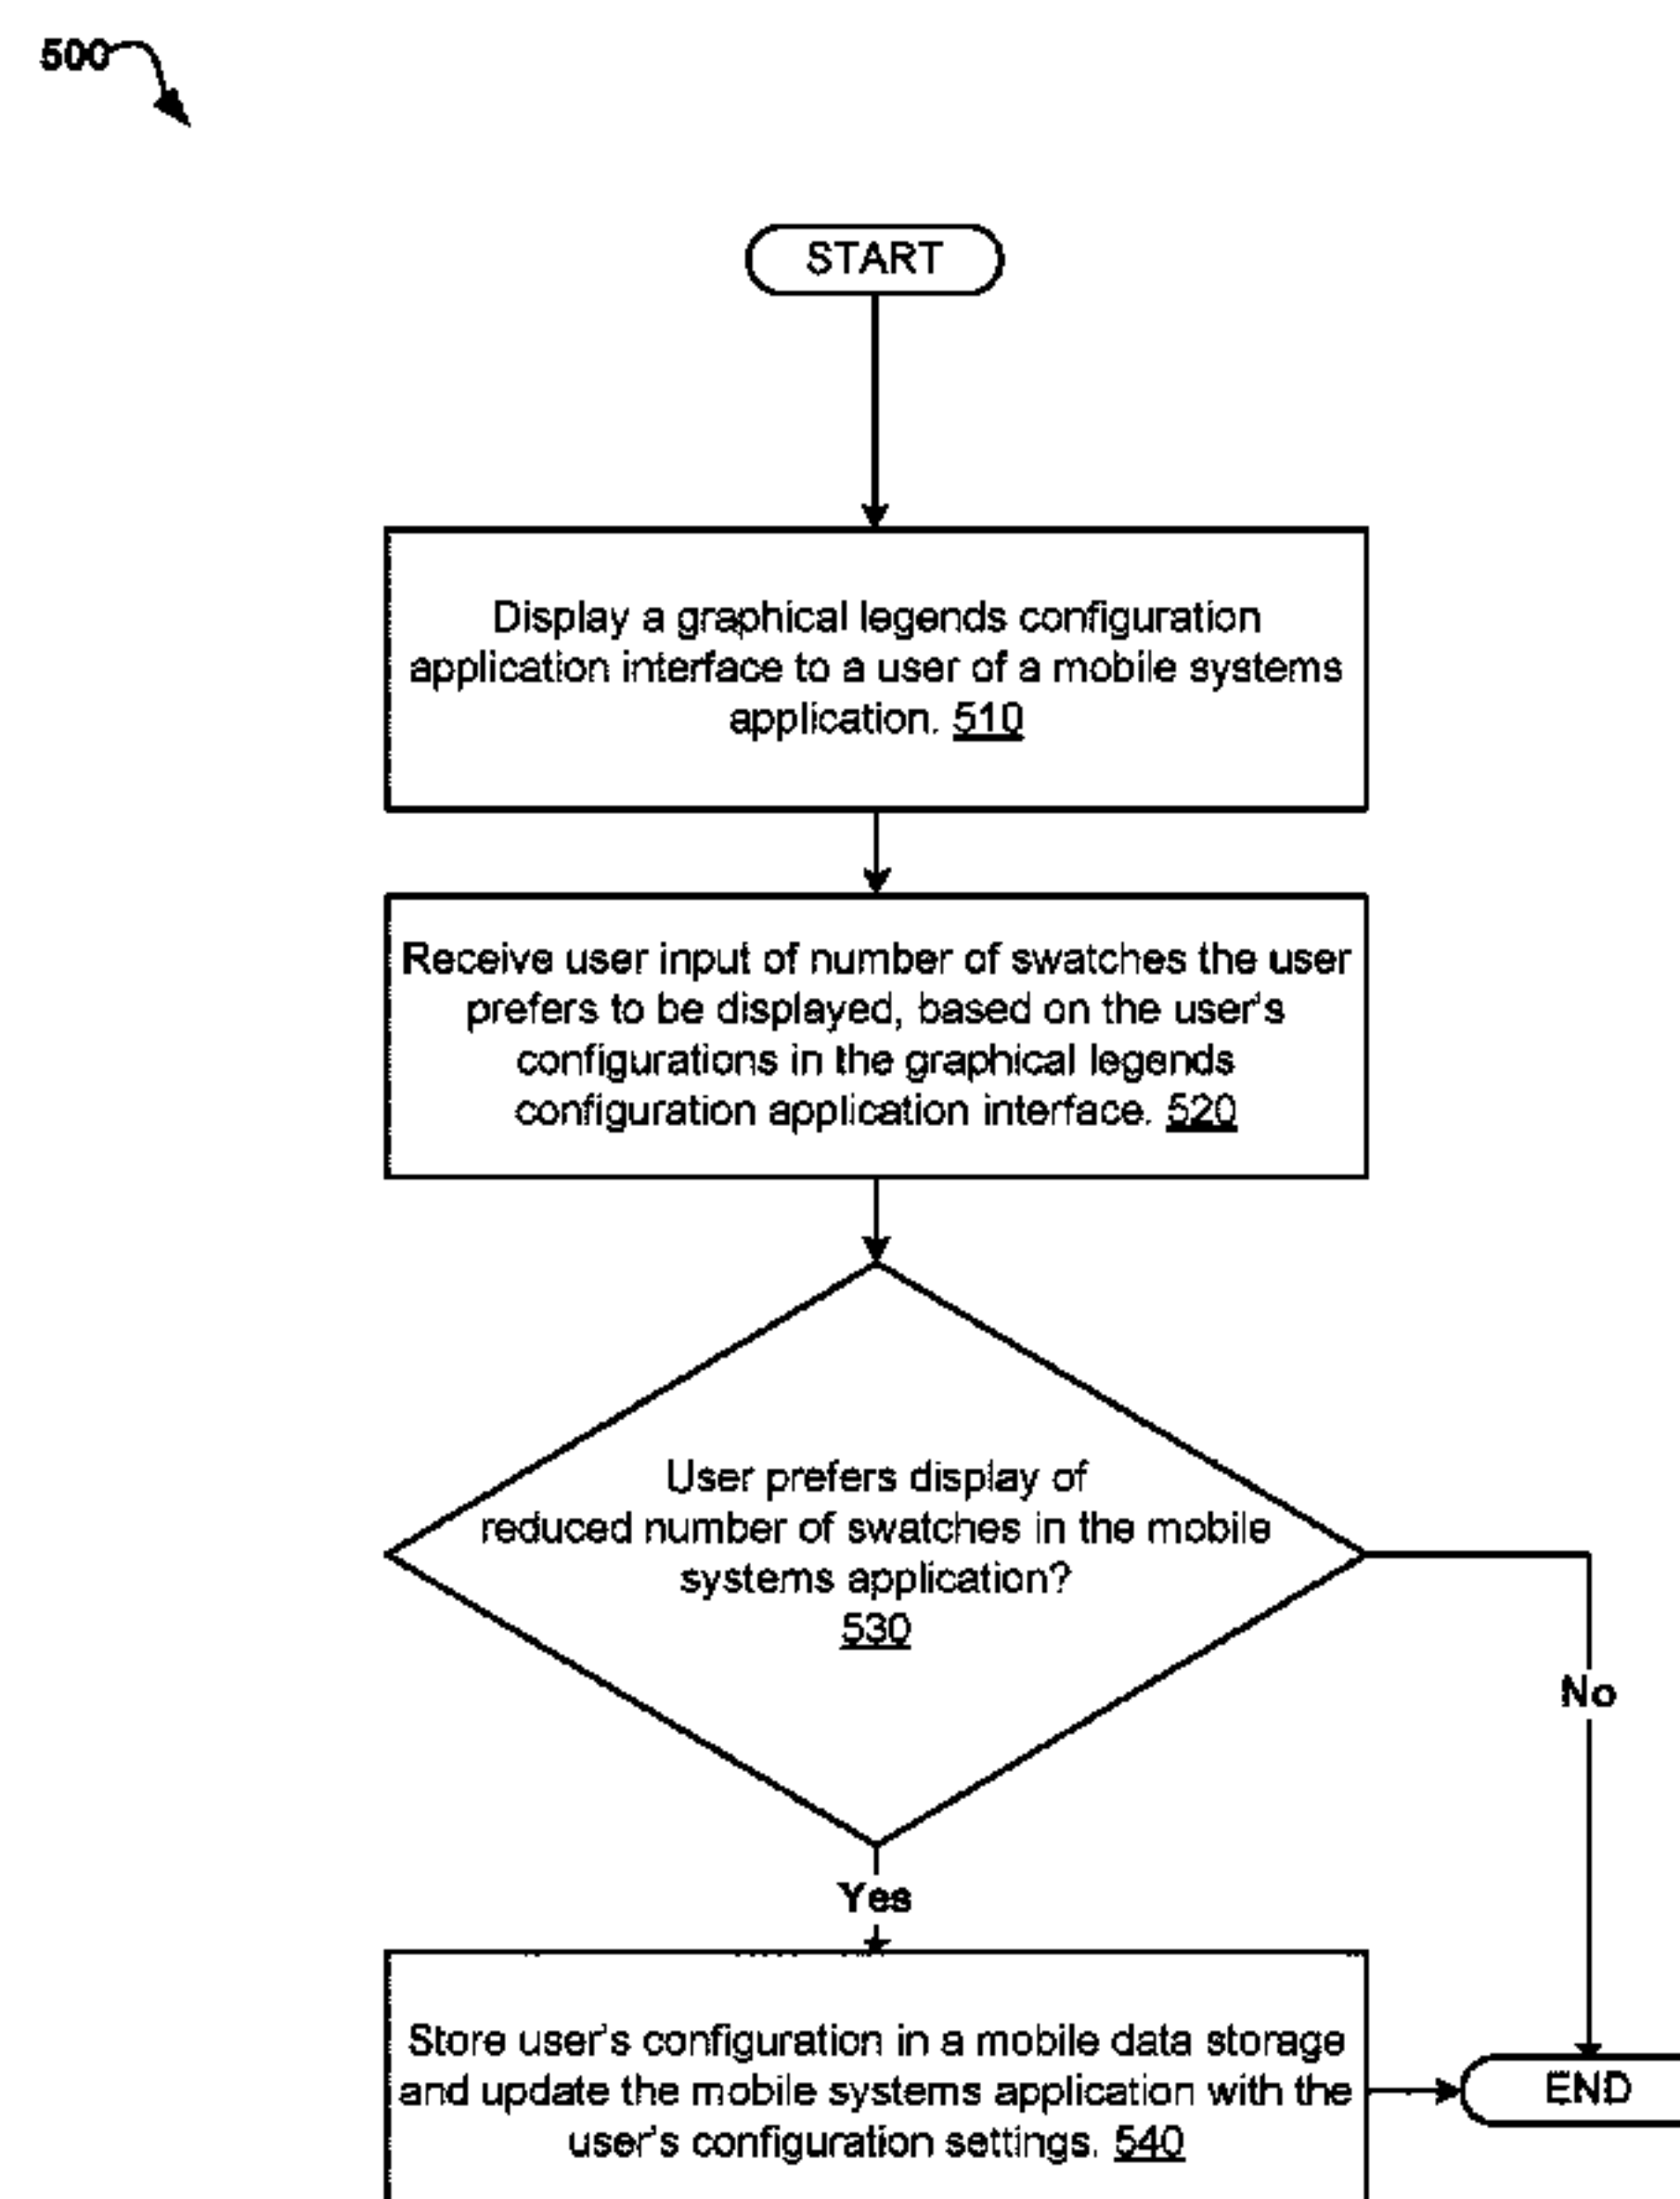 500
START
Display a graphical legends configuration
application interface to a user of a mobile systems
application. 510
Receive user input of number of swatches the user
prefers to be displayed, based on the user's
configurations in the graphical legends
configuration application interface. 520
User prefers display of
reduced number of swatches in the mobile
systems application?
530
No
Yes
Store user's configuration in a mobile data storage
and update the mobile systems application with the
user's configuration settings. 540
END